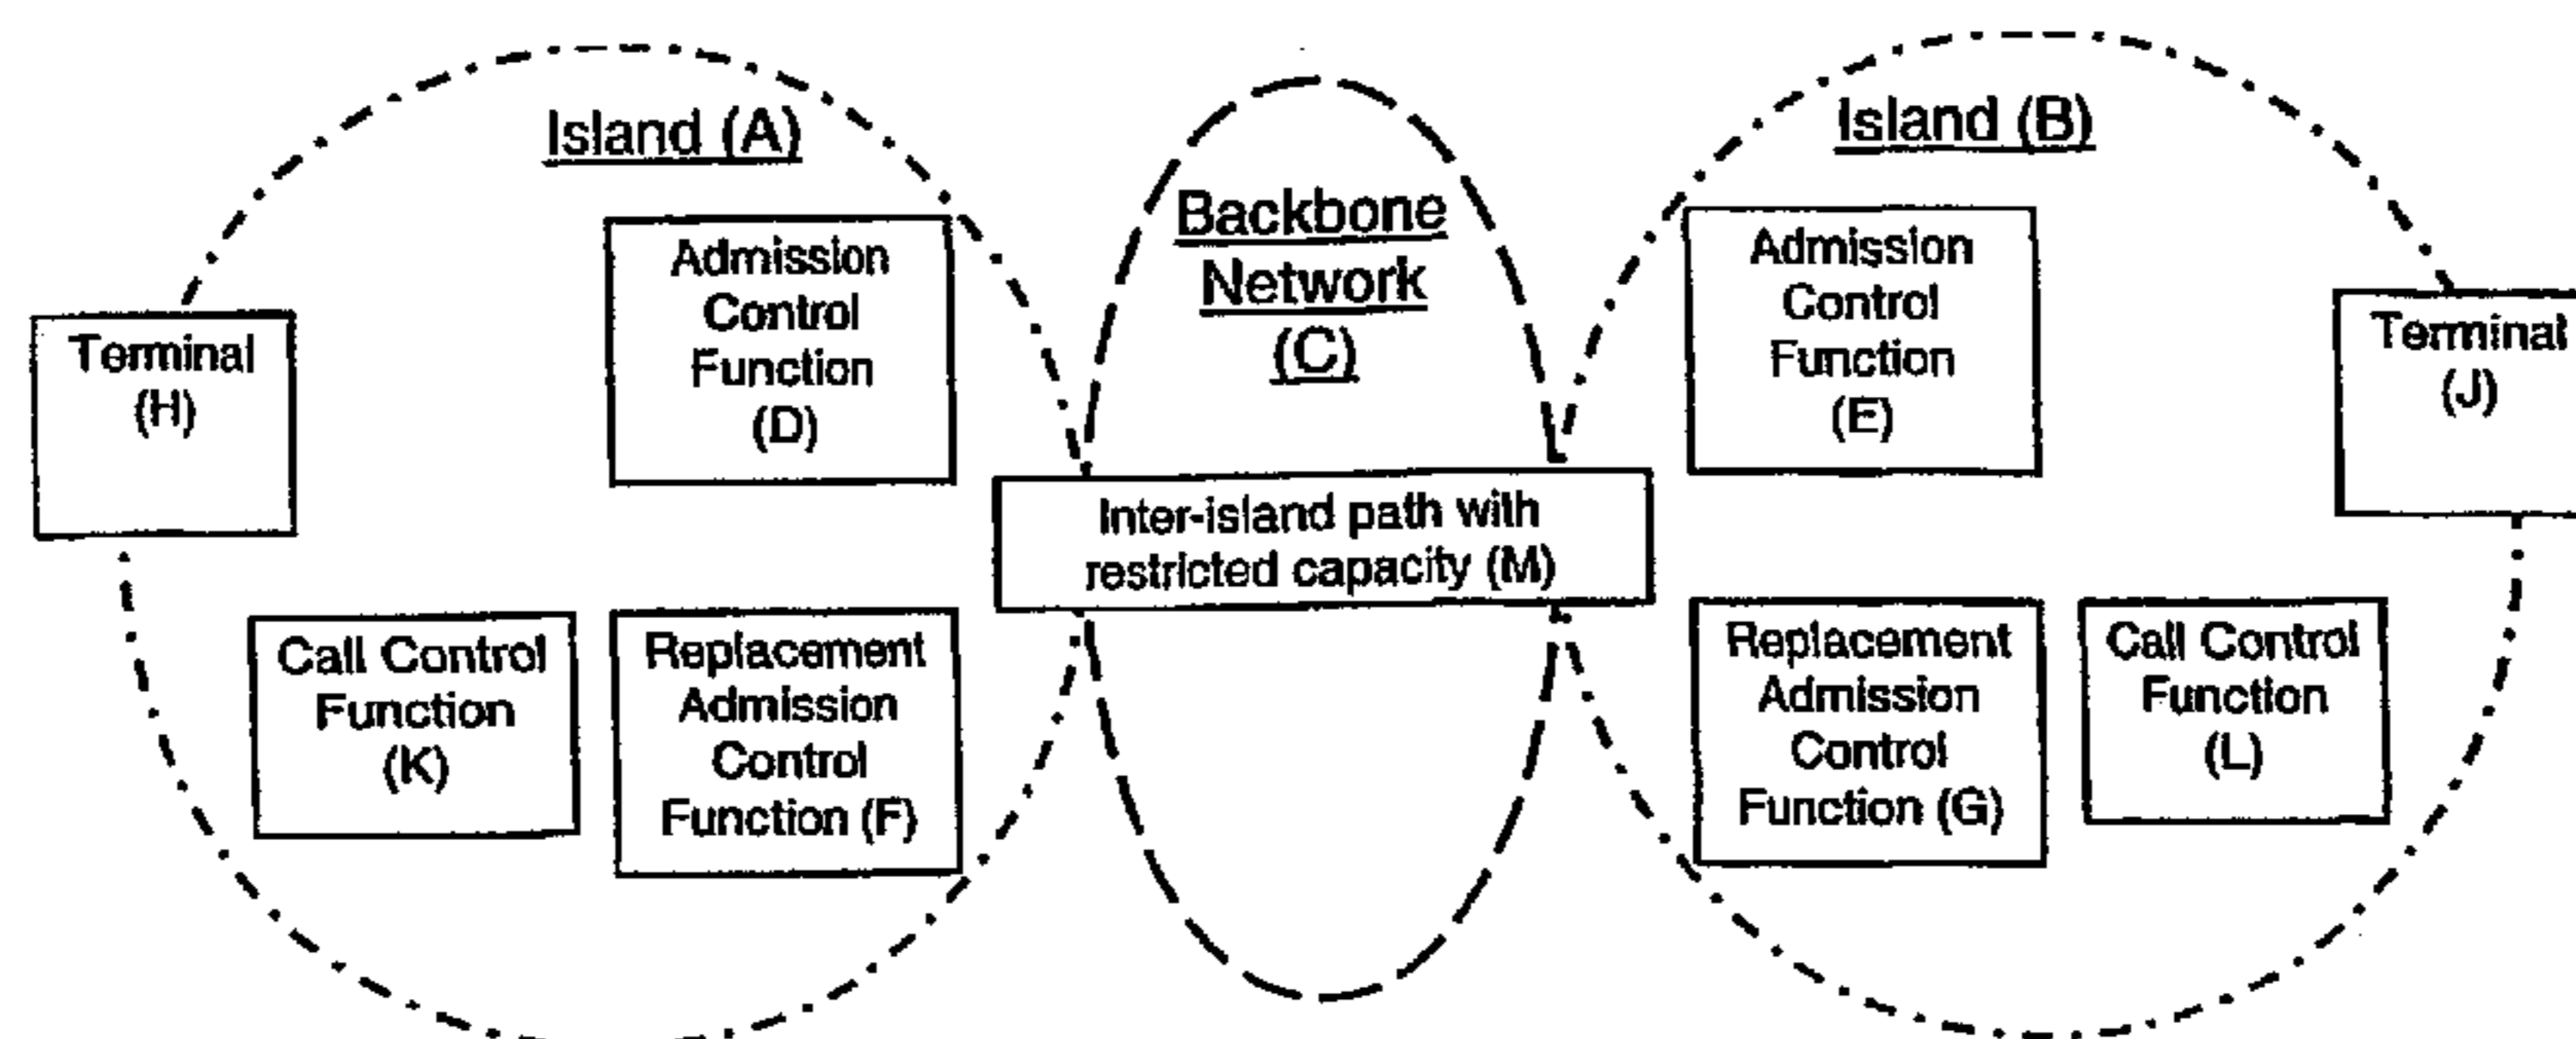 Island (A)
Terminal
(H)
Admission
Control
Function
(D)
Call Control
Function
(K)
Replacement
Admission
Control
Function (F)
Backbone
Network
(C)
Inter-island path with
restricted capacity (M)
Island (B)
Admission
Control
Function
(E)
Terminal
(J)
Replacement
Admission
Control
Function (G)
Call Control
Function
(L)